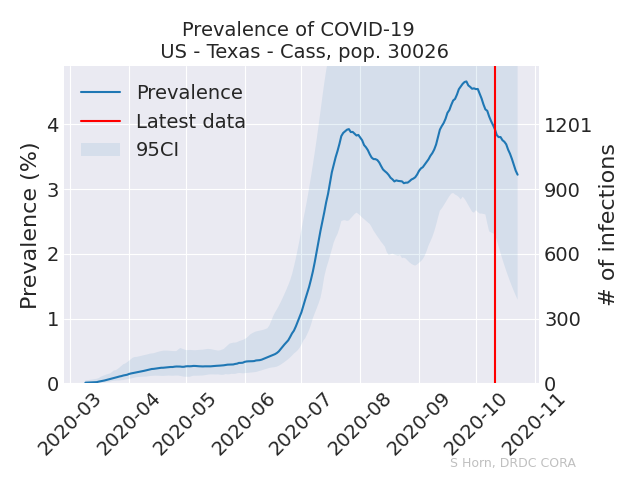 Prevalence of COVID-19
US - Texas - Cass, pop. 30026
Prevalence
Latest data
95CI
Prevalence (%)
4
3
2
1
0
1201
900
600
300
0
# of infections
2020-03
2020-04
2020-05
2020-06
2020-07
2020-08
2020-09
2020-10
2020-11
S Horn, DRDC CORA